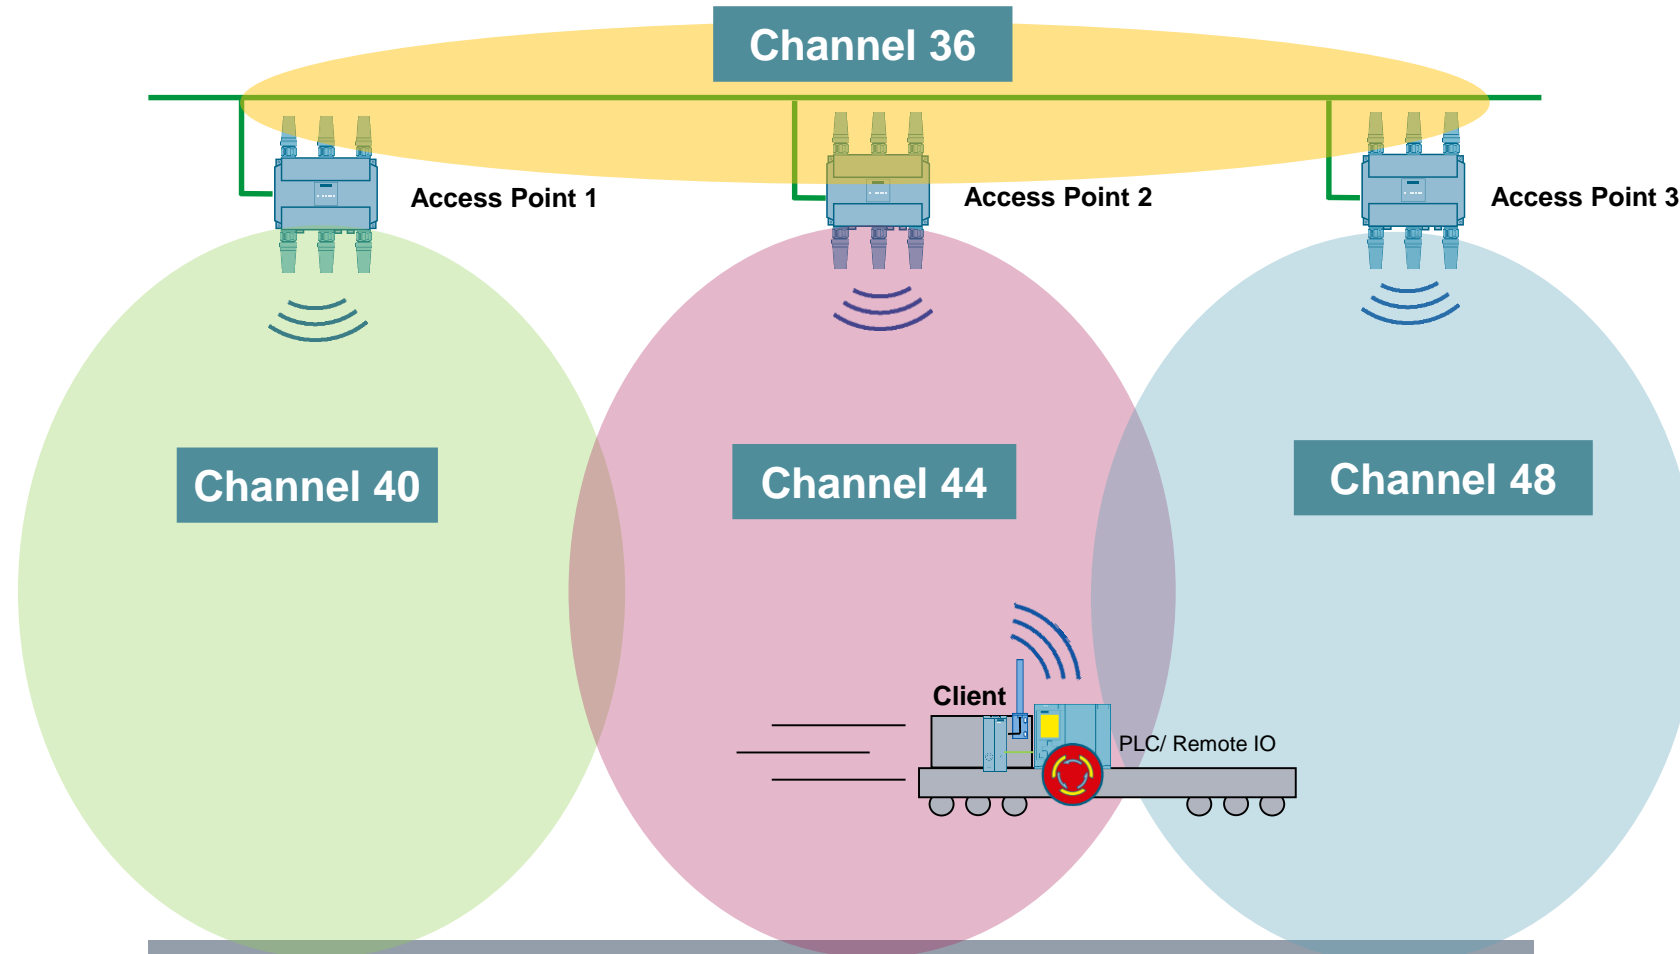 Channel 36
Access Point 1
Access Point 2
Access Point 3
Channel 40
Channel 44
Channel 48
Client
PLC/ Remote IO